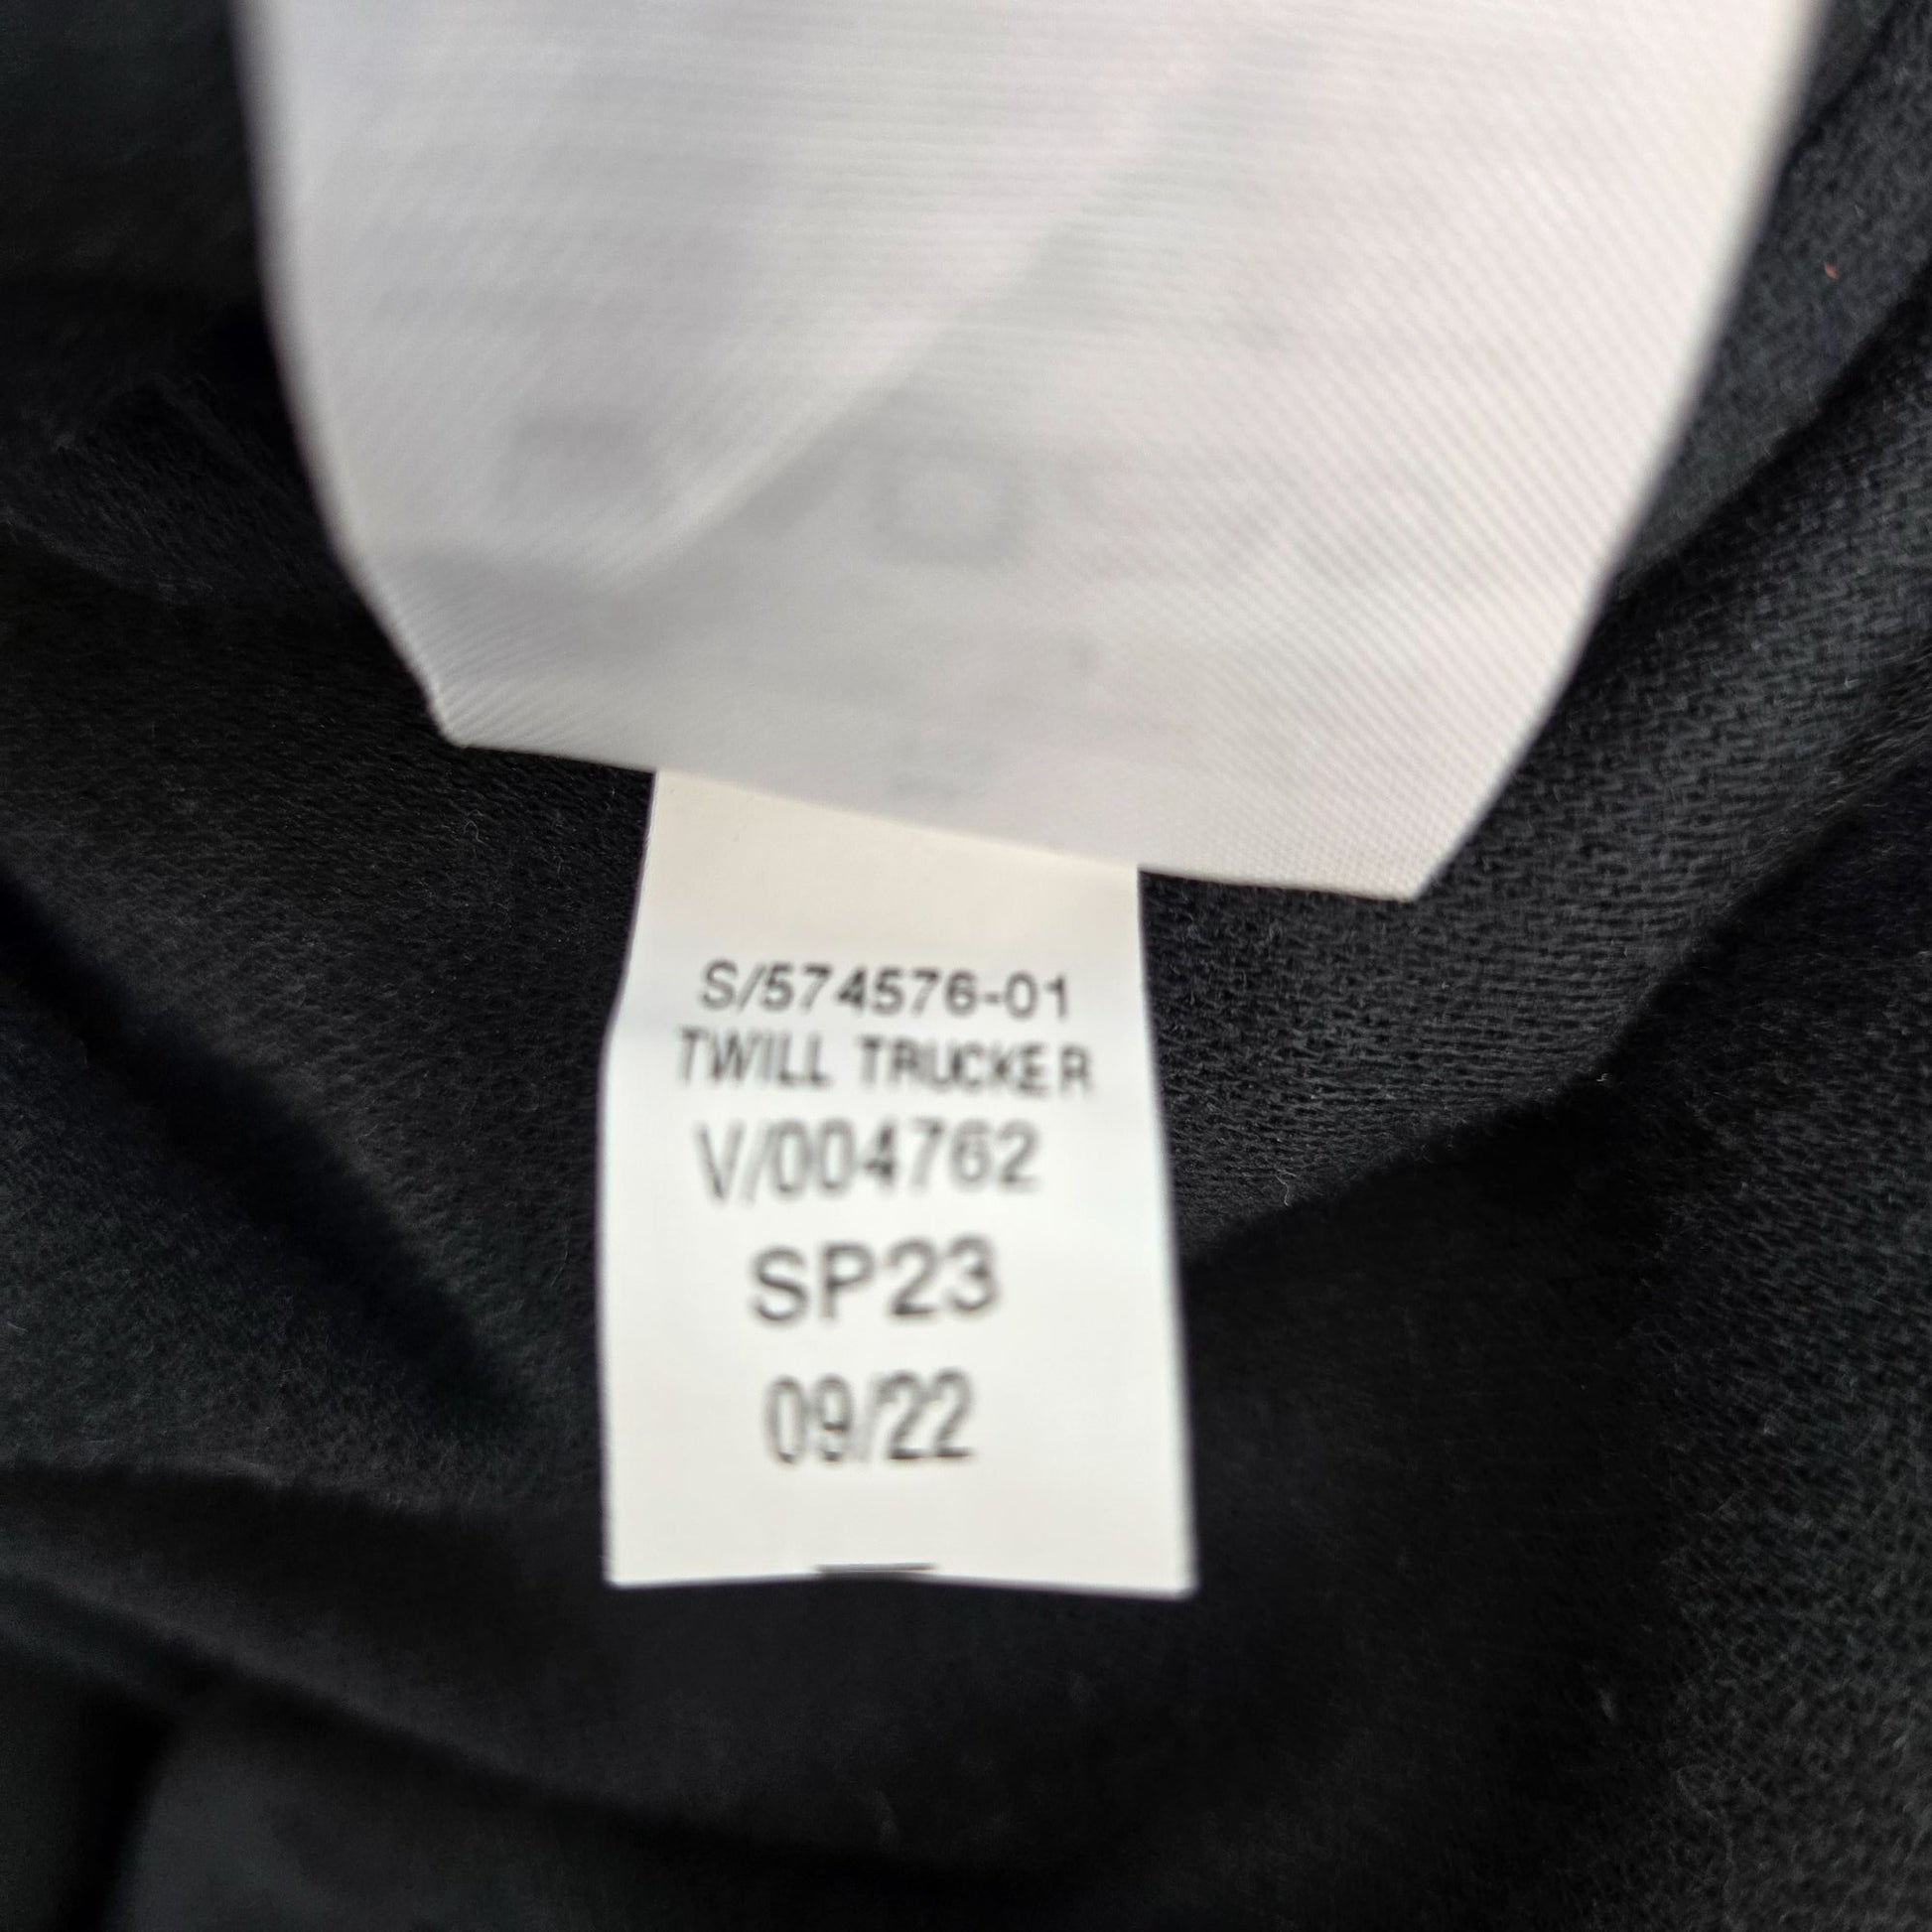 S/574576-01
TWILL TRUCKER
V/004762
SP23
09/22